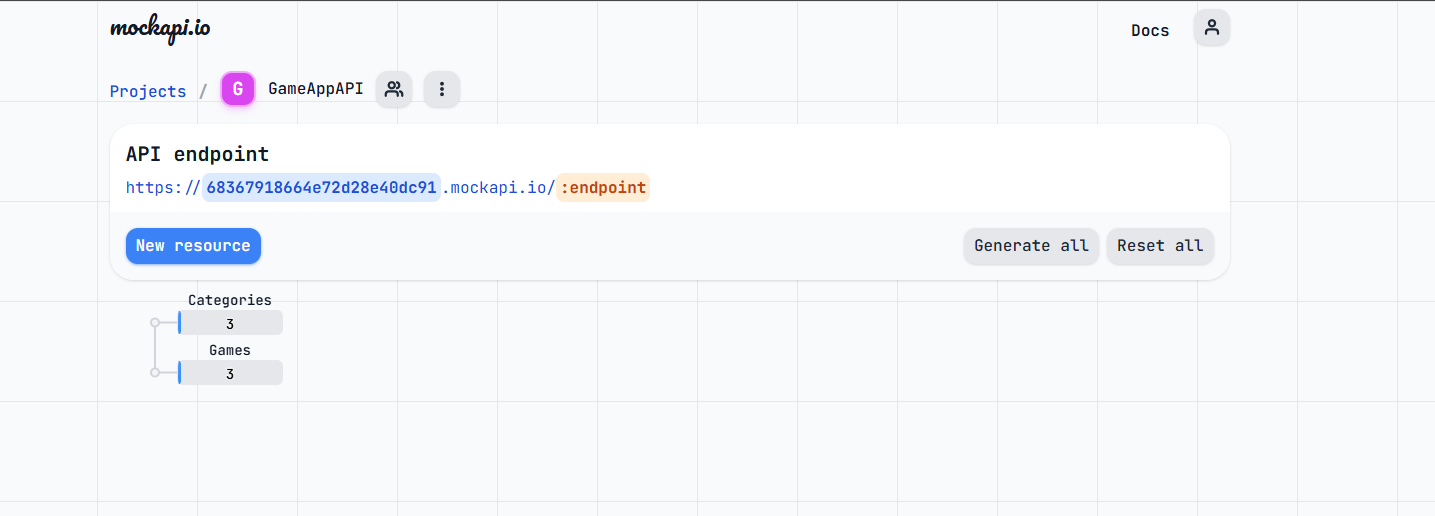 mockapi.io
Docs
Projects / G GameAppAPI
API endpoint
https://68367918664e72d28e40dc91.mockapi.io/:endpoint
New resource
Generate all
Reset all
Categories
3
Games
3